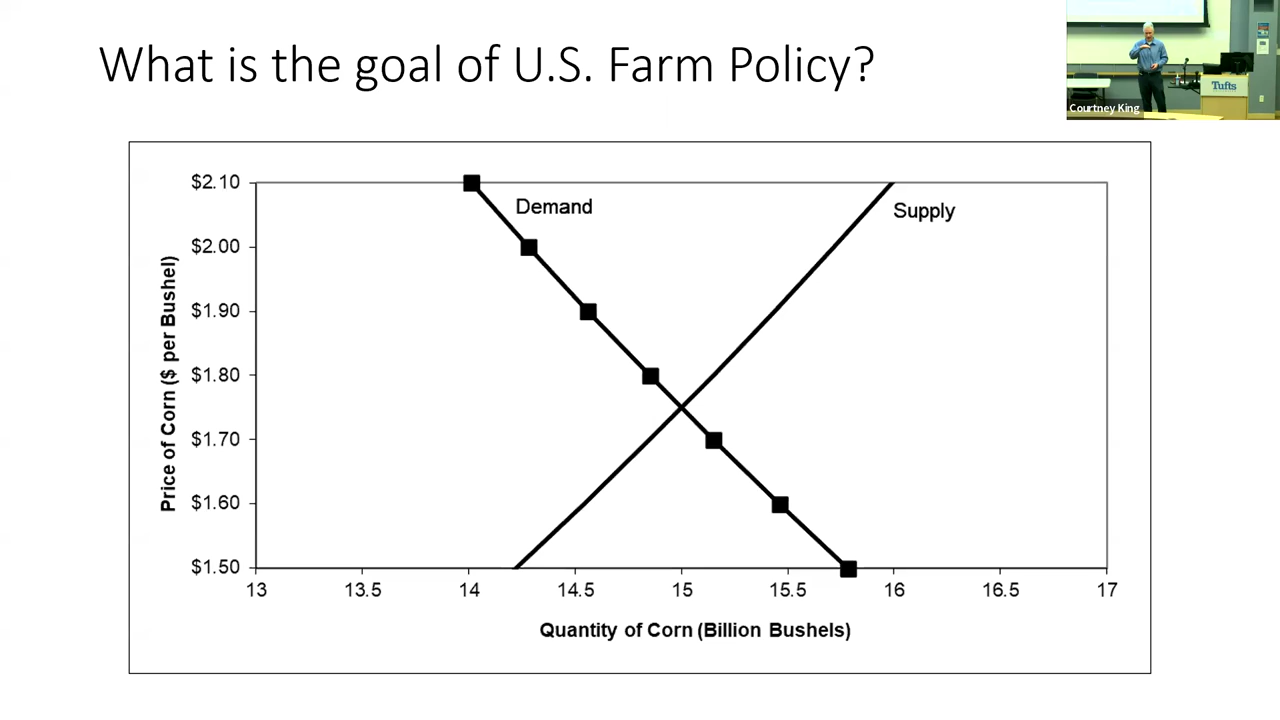 What is the goal of U.S. Farm Policy?
Tufts
Courtney King
$2.10
$2.00
$1.90
$1.80
$1.70
$1.60
$1.50
Price of Corn ($ per Bushel)
Demand
Supply
13 13.5 14 14.5 15 15.5 16 16.5 17
Quantity of Corn (Billion Bushels)